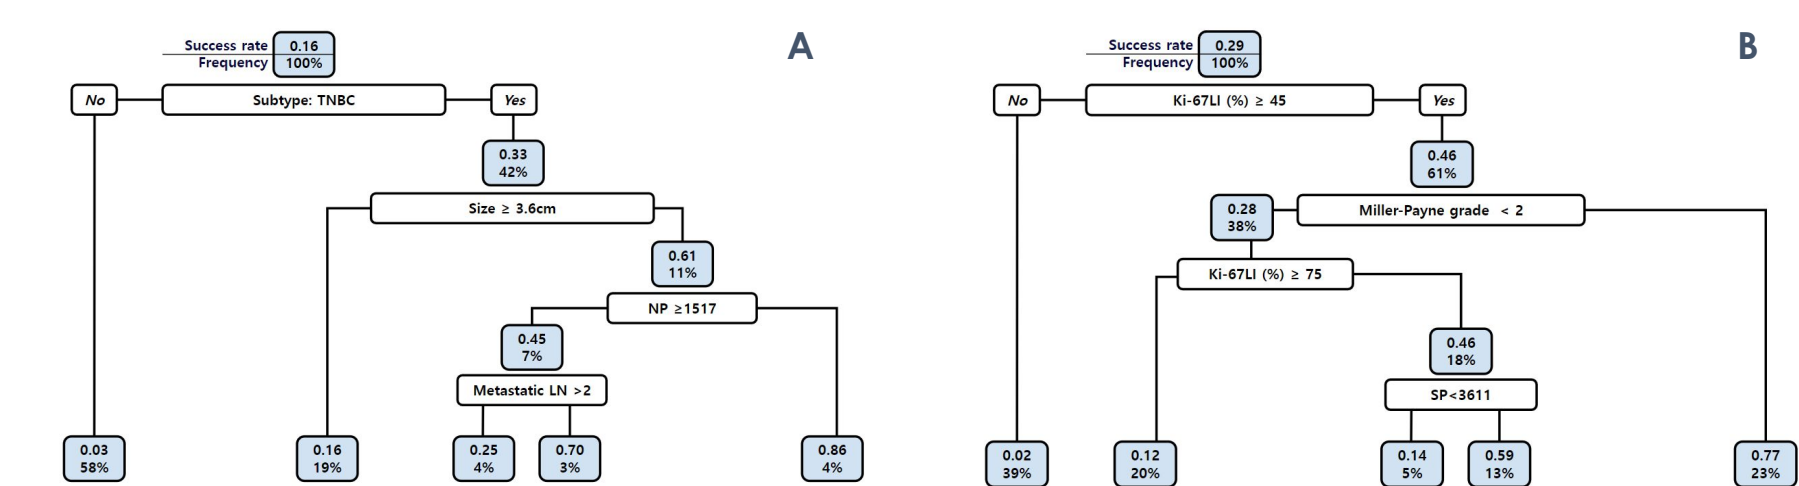 A
Success rate 0.16
Frequency 100%
No Subtype: TNBC Yes
0.33
42%
Size ≥ 3.6cm
0.61
11%
NP ≥1517
0.45
7%
Metastatic LN >2
0.03 0.16 0.25 0.70 0.86
58% 19% 4% 3% 4%
B
Success rate 0.29
Frequency 100%
No Ki-67LI (%) ≥ 45 Yes
0.46
61%
0.28 Miller-Payne grade < 2
38%
Ki-67LI (%) ≥ 75
0.46
18%
SP<3611
0.02 0.12 0.14 0.59 0.77
39% 20% 5% 13% 23%